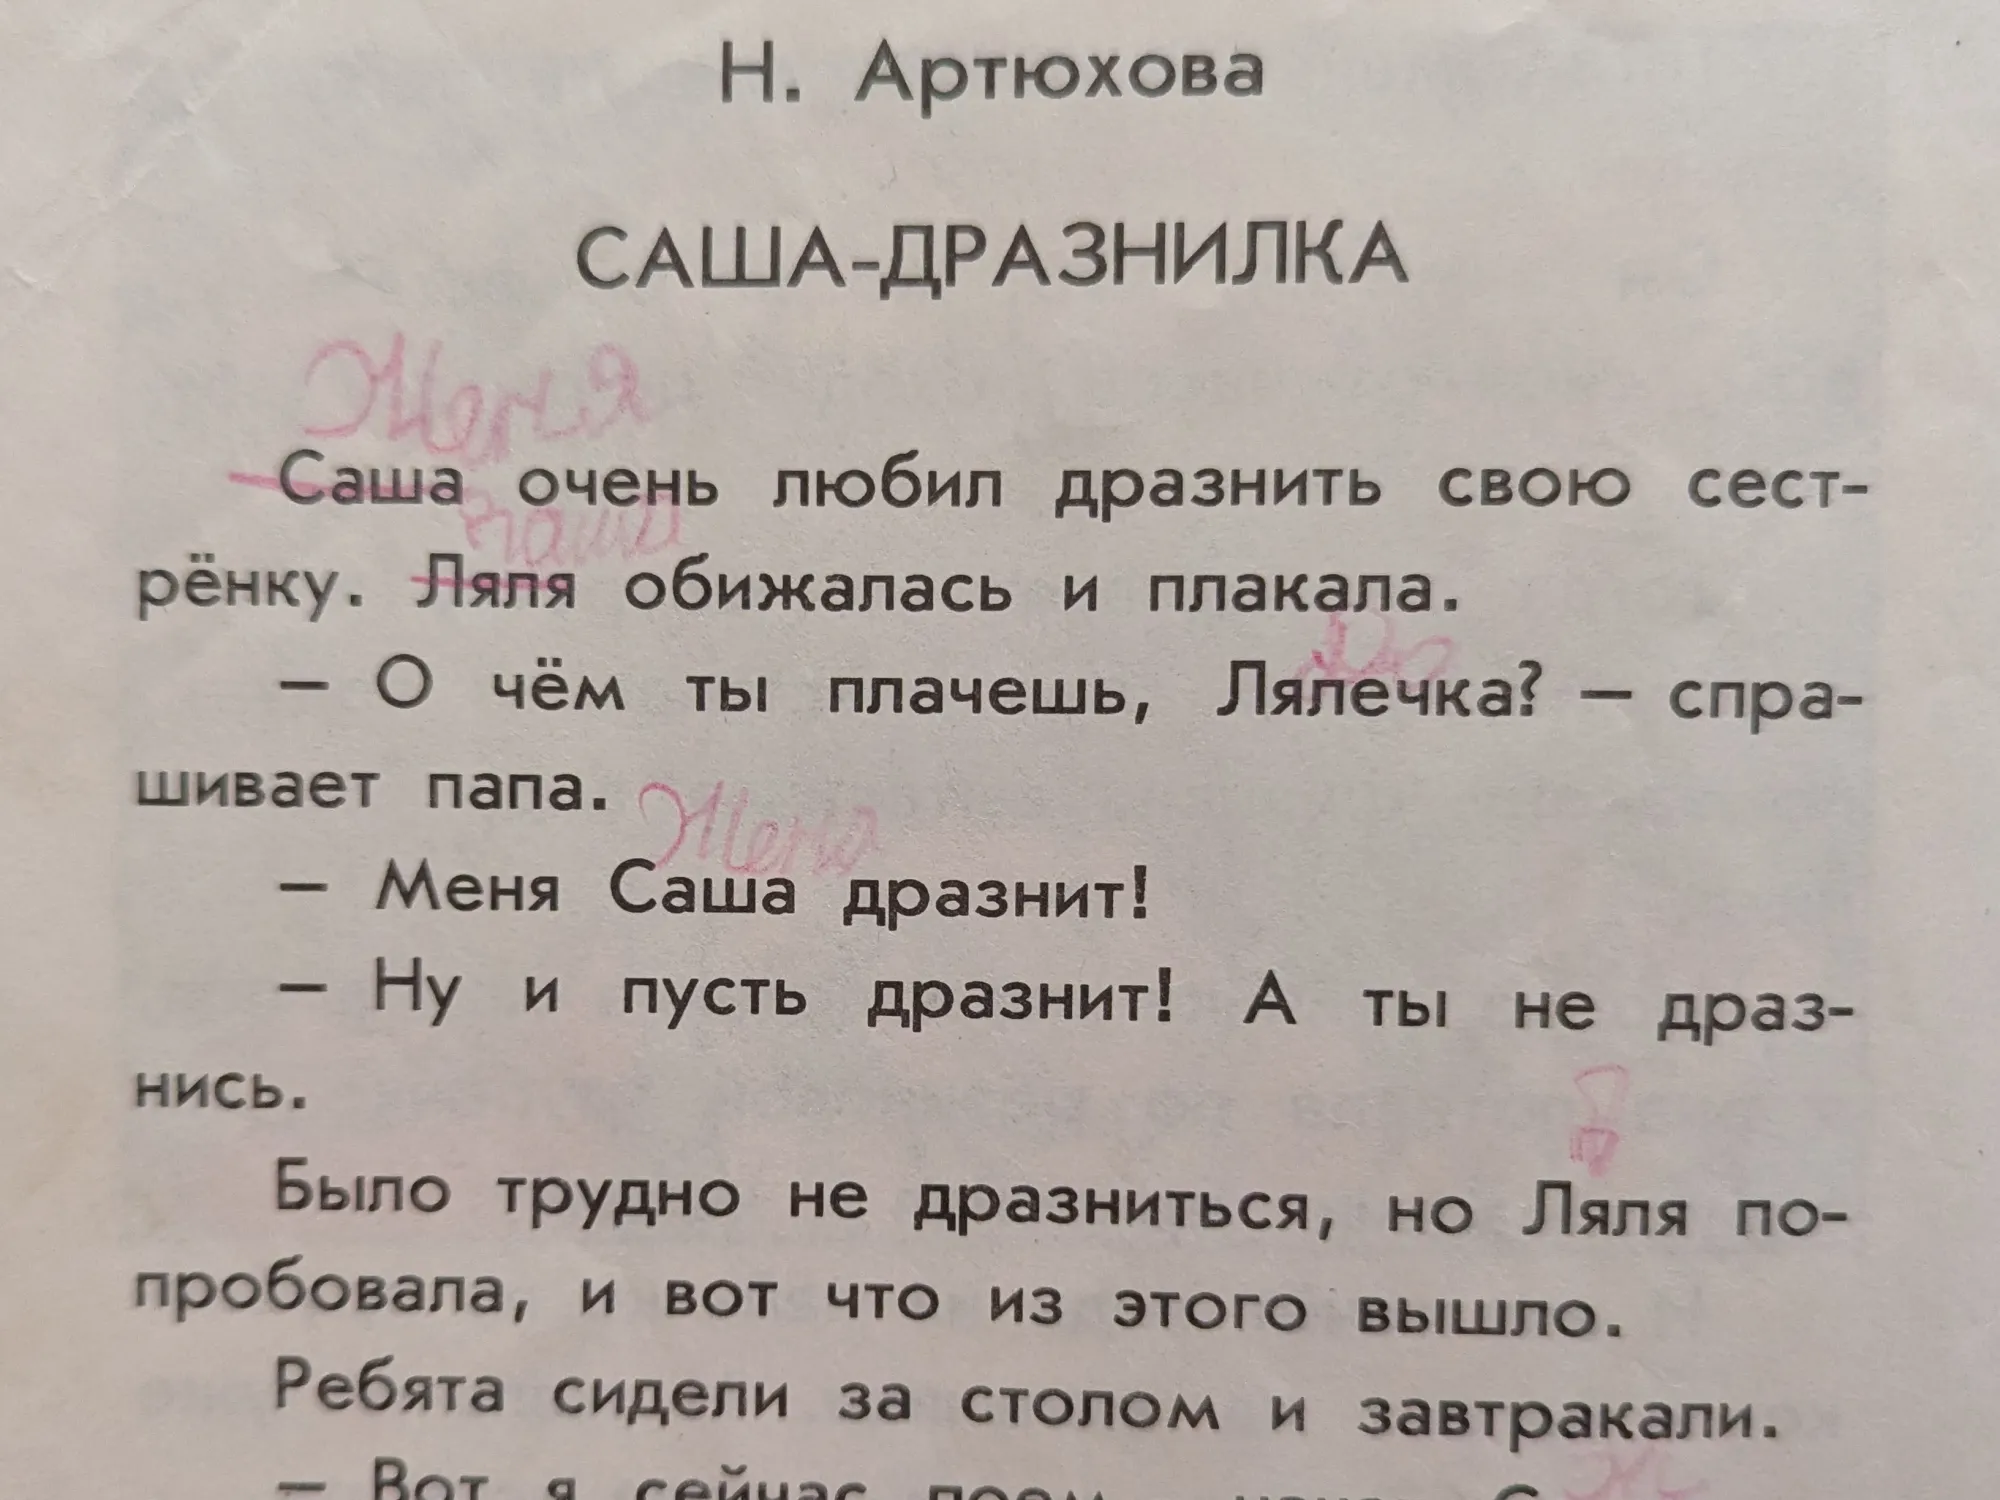 Н. Артюхова
САША-ДРАЗНИЛКА
Женя
Саша очень любил дразнить свою сест-
рёнку. Ляля обижалась и плакала.
— О чём ты плачешь, Лялечка? — спра-
шивает папа.
Женя
— Меня Саша дразнит!
— Ну и пусть дразнит! А ты не драз-
нись.
Было трудно не дразниться, но Ляля по-
пробовала, и вот что из этого вышло.
Ребята сидели за столом и завтракали.
— Вот я сейчас